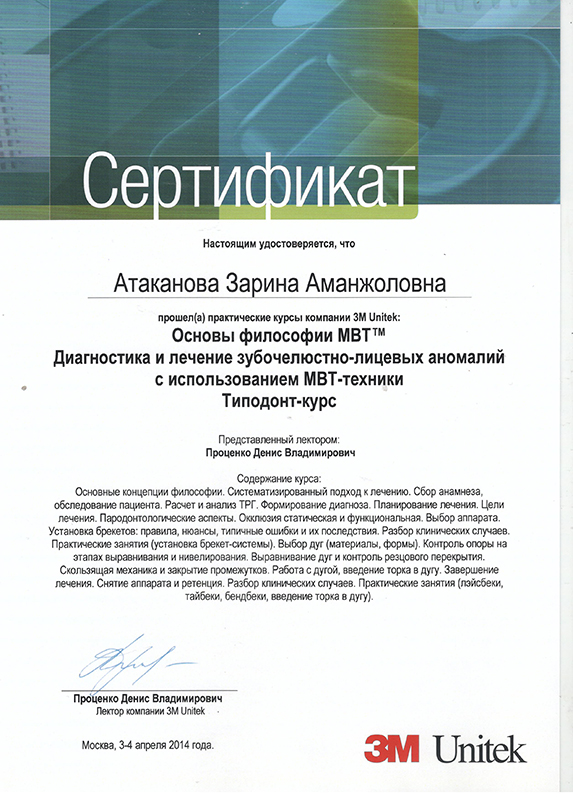 Сертификат
Настоящим удостоверяется, что
Атаканова Зарина Аманжоловна
прошел(а) практические курсы компании 3M Unitek:
Основы философии MBT™
Диагностика и лечение зубочелюстно-лицевых аномалий
с использованием МВТ-техники
Типодонт-курс
Представленный лектором:
Проценко Денис Владимирович
Содержание курса:
Основные концепции философии. Систематизированный подход к лечению. Сбор анамнеза,
обследование пациента. Расчет и анализ ТРГ. Формирование диагноза. Планирование лечения. Цели
лечения. Пародонтологические аспекты. Окклюзия статическая и функциональная. Выбор аппарата.
Установка брекетов: правила, нюансы, типичные ошибки и их последствия. Разбор клинических случаев.
Практические занятия (установка брекет-системы). Выбор дуг (материалы, формы). Контроль опоры на
этапах выравнивания и нивелирования. Выравнивание дуг и контроль резцового перекрытия.
Скользящая механика и закрытие промежутков. Работа с дугой, введение торка в дугу. Завершение
лечения. Снятие аппарата и ретенция. Разбор клинических случаев. Практические занятия (лэйсбеки,
тайбеки, бендбеки, введение торка в дугу).
Проценко Денис Владимирович
Лектор компании 3M Unitek
Москва, 3-4 апреля 2014 года.
3M Unitek